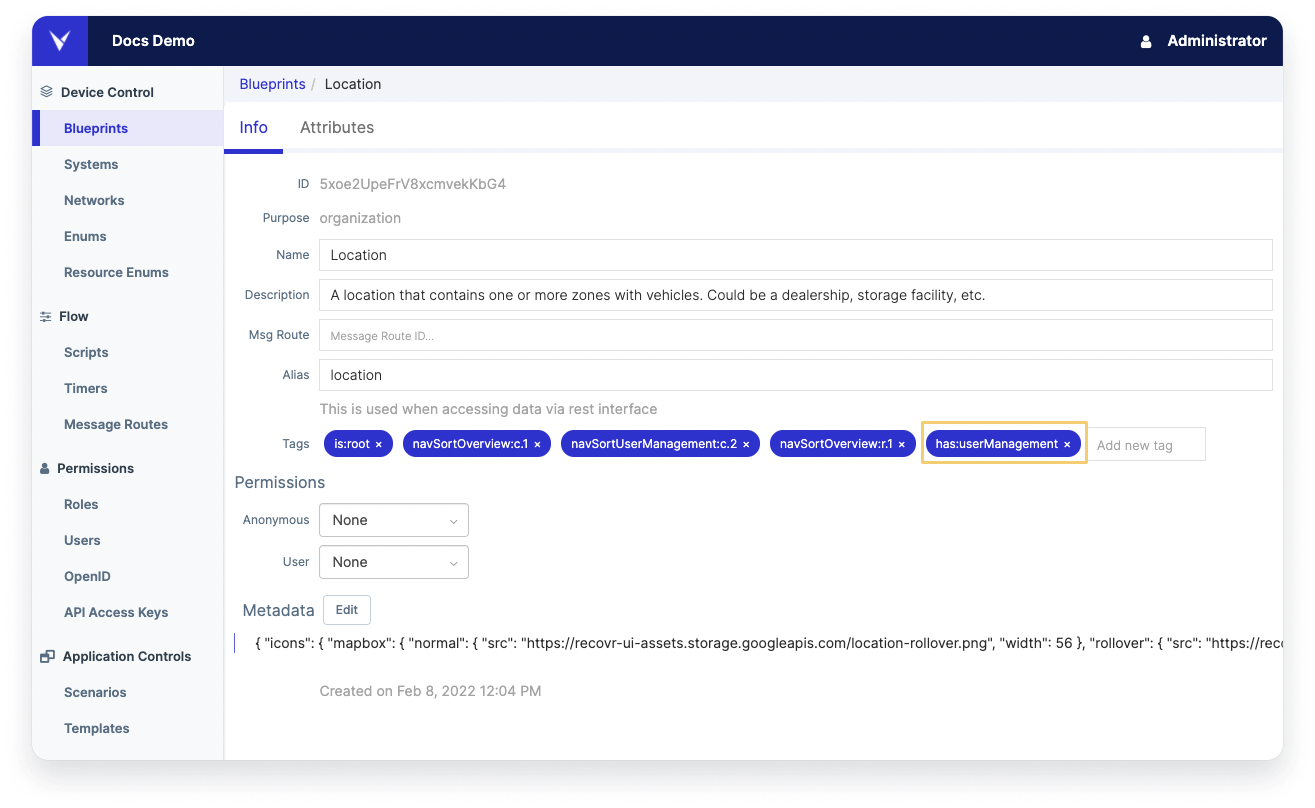 Docs Demo
Administrator
Device Control
Blueprints
Systems
Networks
Enums
Resource Enums
Flow
Scripts
Timers
Message Routes
Permissions
Roles
Users
OpenID
API Access Keys
Application Controls
Scenarios
Templates
Blueprints / Location
Info Attributes
ID 5xoe2UpeFrV8xcmvekKbG4
Purpose organization
Name Location
Description A location that contains one or more zones with vehicles. Could be a dealership, storage facility, etc.
Msg Route Message Route ID...
Alias location
This is used when accessing data via rest interface
Tags is:root × navSortOverview:c.1 × navSortUserManagement:c.2 × navSortOverview:r.1 × has:userManagement × Add new tag
Permissions
Anonymous None
User None
Metadata Edit
{ "icons": { "mapbox": { "normal": { "src": "https://recovr-ui-assets.storage.googleapis.com/location-rollover.png", "width": 56 }, "rollover": { "src": "https://reco
Created on Feb 8, 2022 12:04 PM